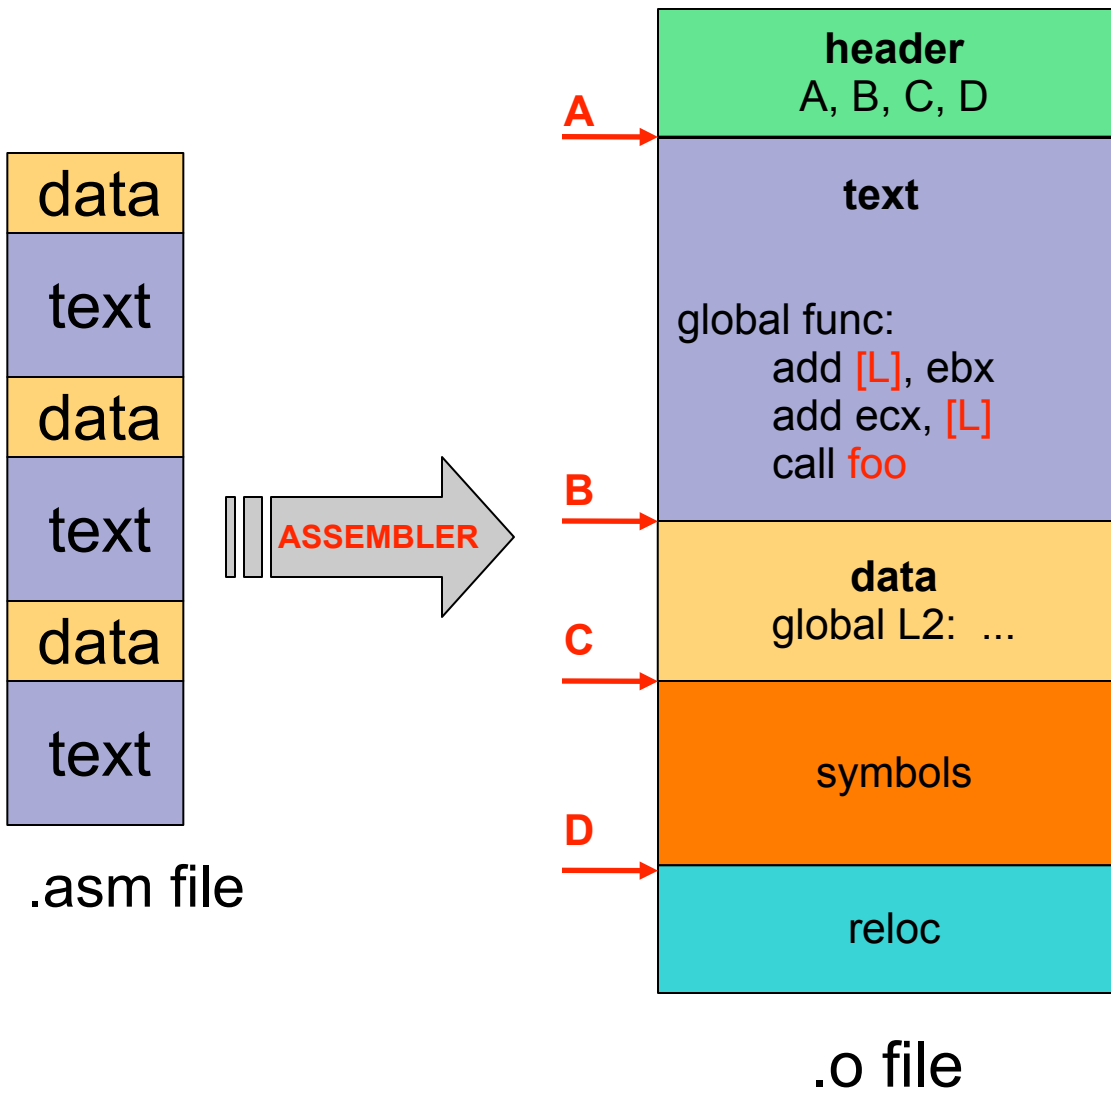 data
text
data
text
data
text
.asm file
ASSEMBLER
A
B
C
D
header
A, B, C, D
text
global func:
add [L], ebx
add ecx, [L]
call foo
data
global L2: ...
symbols
reloc
.o file